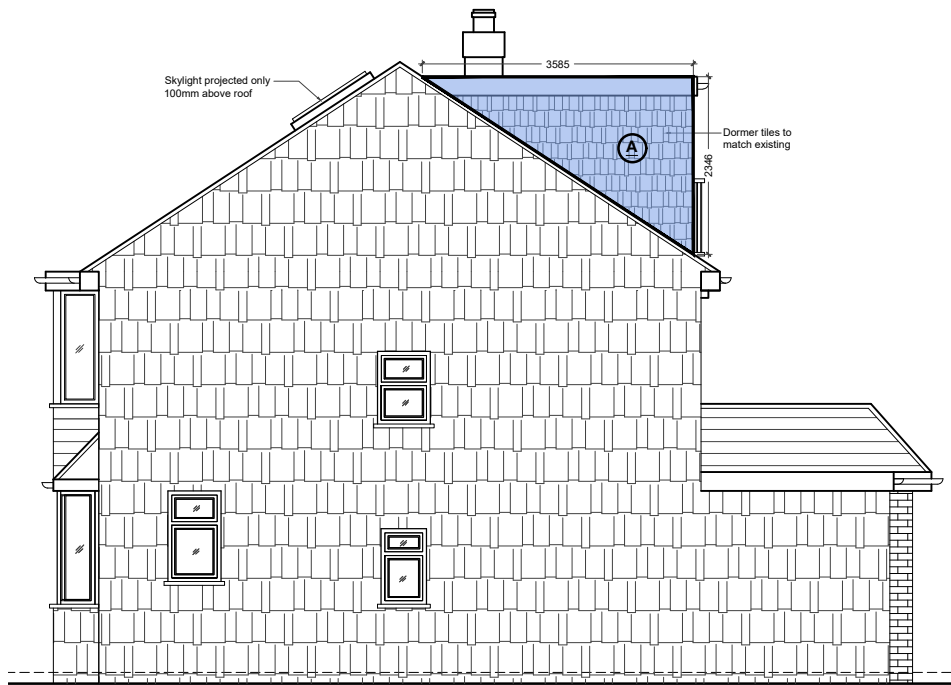 3585
Skylight projected only
100mm above roof
Dormer tiles to
match existing
A
2346